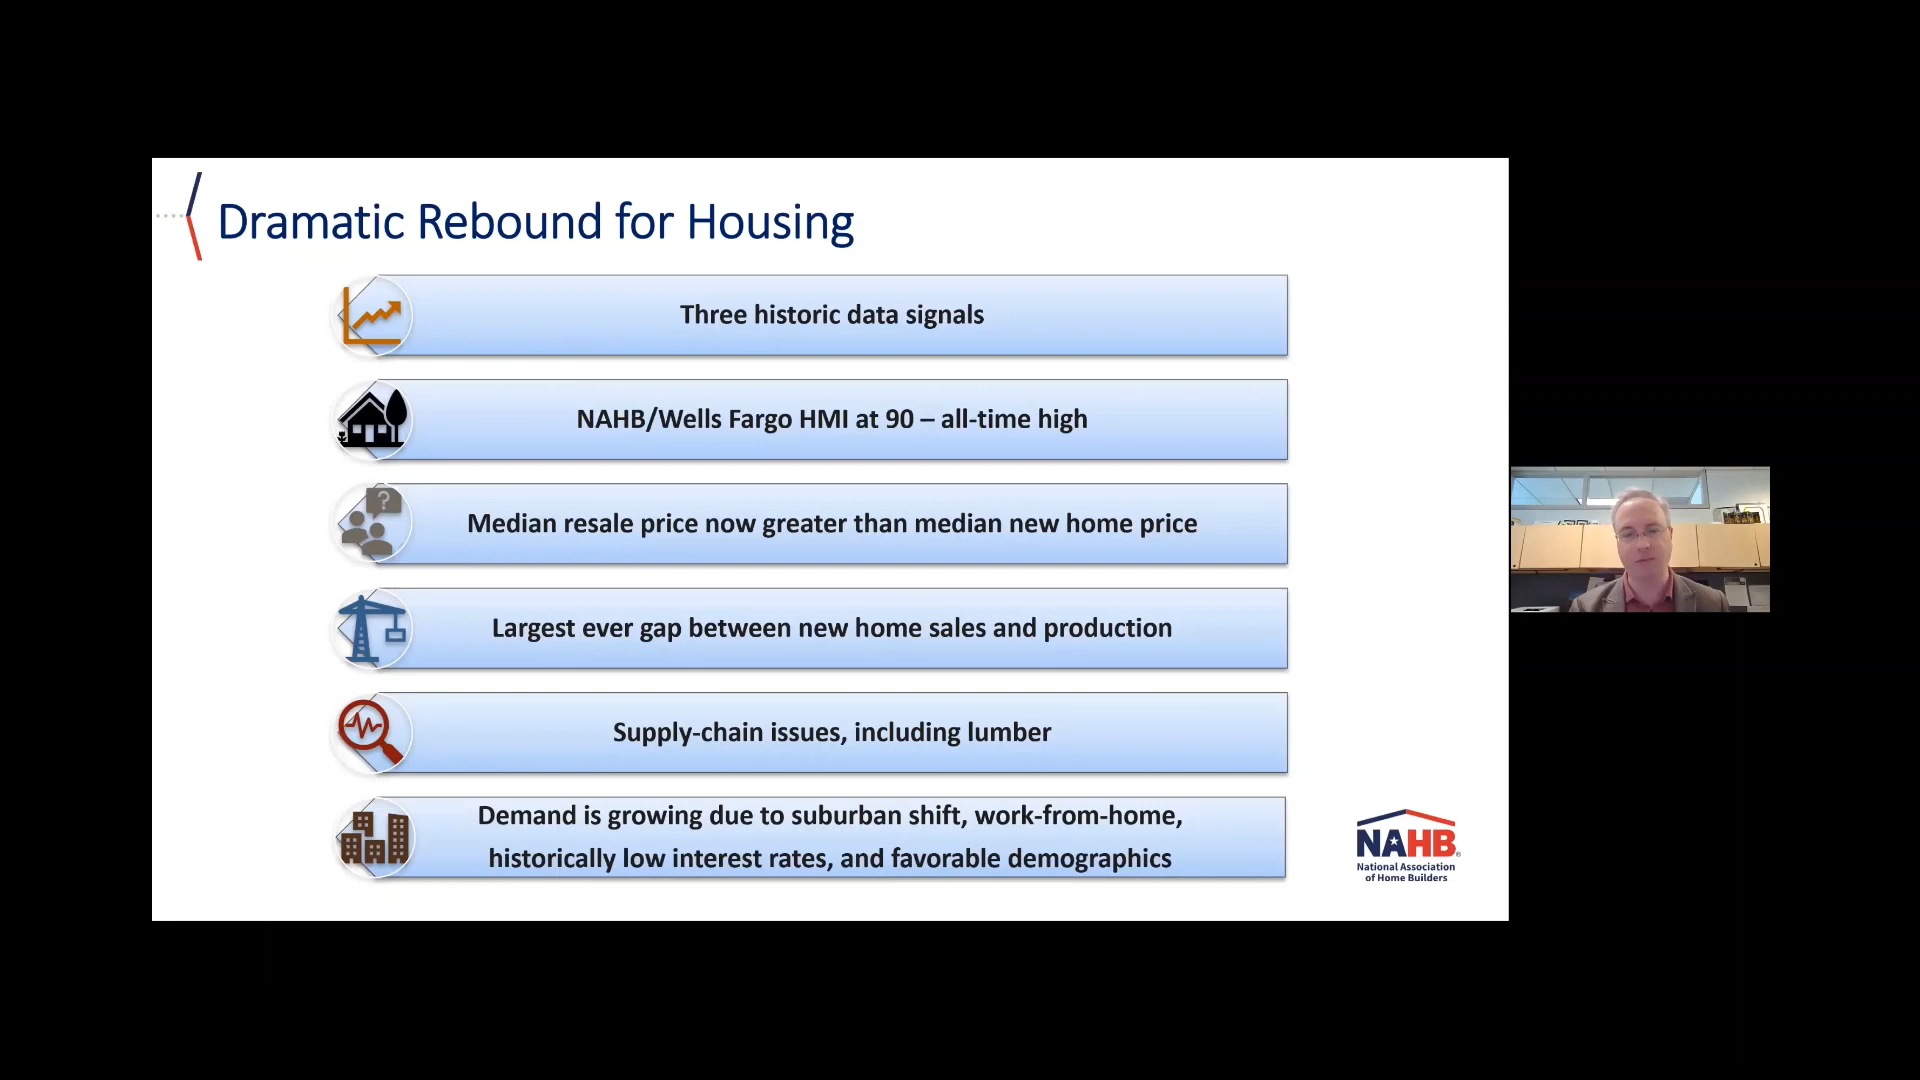 Dramatic Rebound for Housing
Three historic data signals
NAHB/Wells Fargo HMI at 90 – all-time high
?
Median resale price now greater than median new home price
Largest ever gap between new home sales and production
Supply-chain issues, including lumber
Demand is growing due to suburban shift, work-from-home,
historically low interest rates, and favorable demographics
NAHB®
National Association
of Home Builders